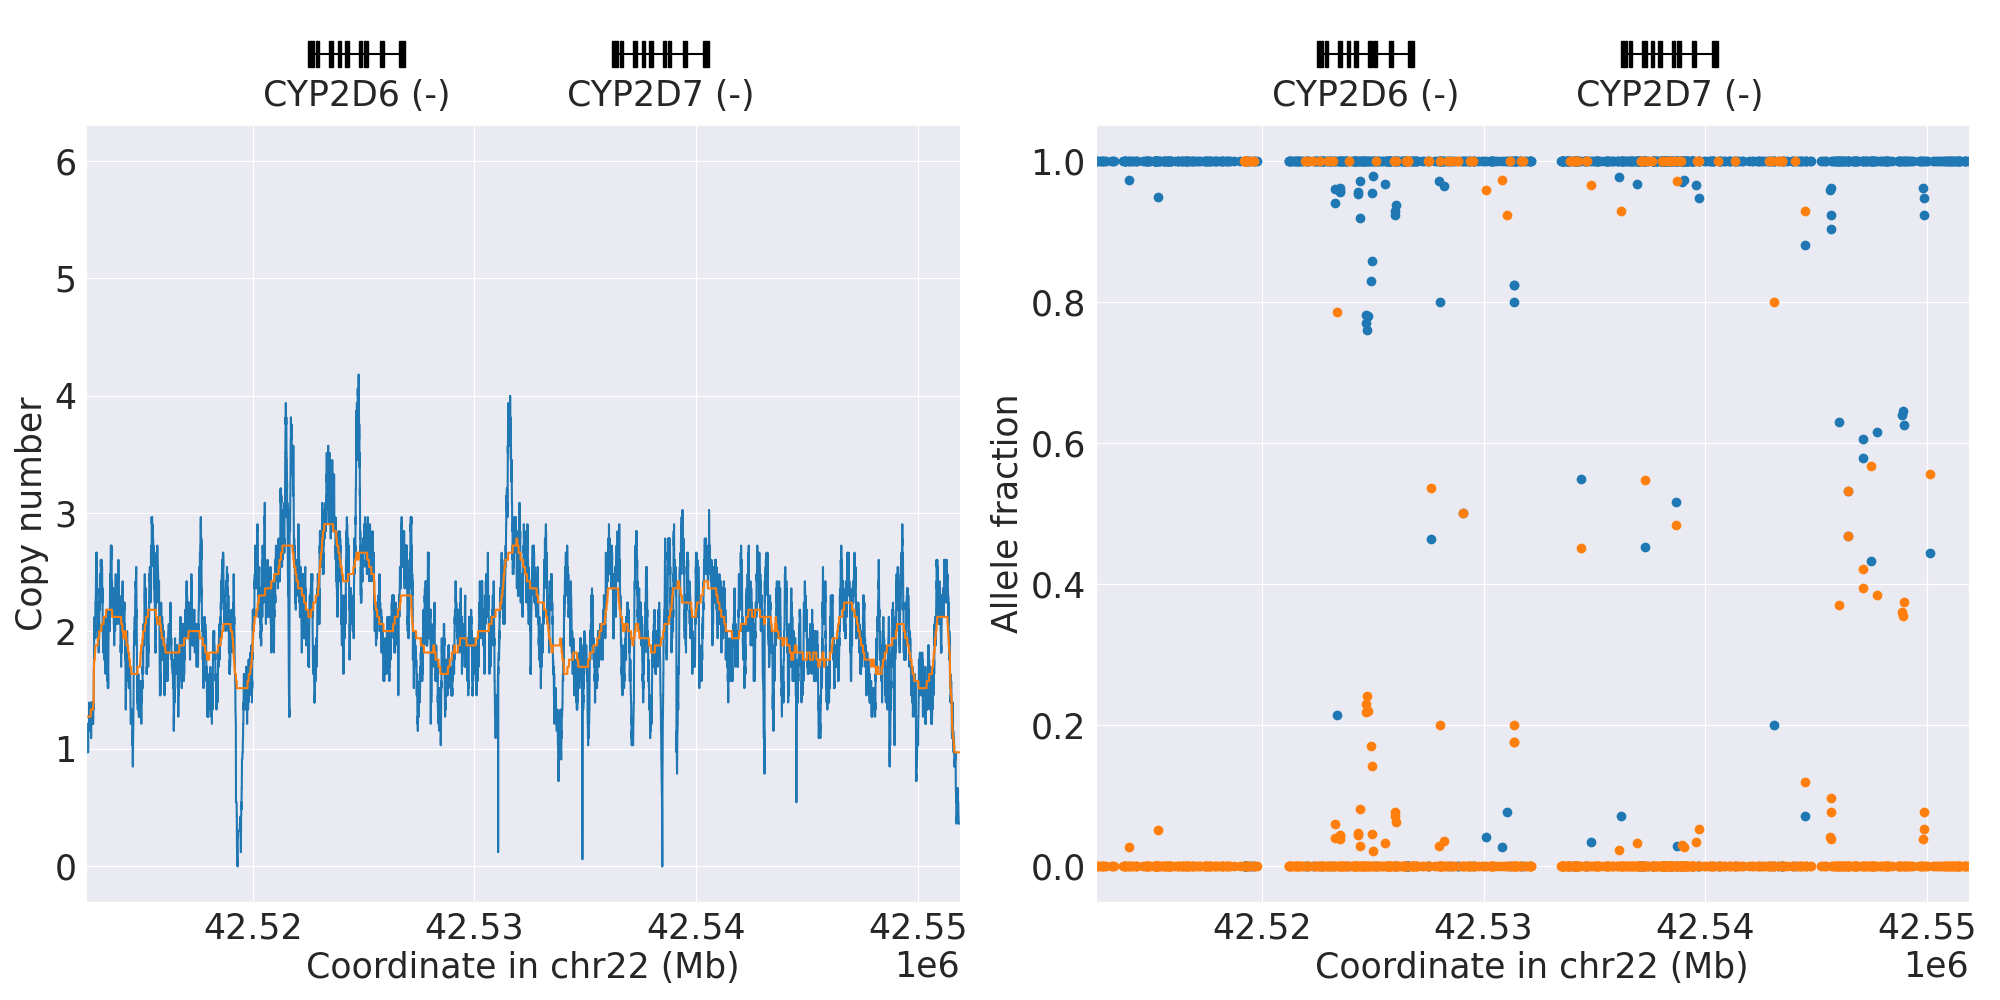 CYP2D6 (-) CYP2D7 (-)
6
5
4
3
2
1
0
Copy number
42.52 42.53 42.54 42.55
1e6
Coordinate in chr22 (Mb)
CYP2D6 (-) CYP2D7 (-)
1.0
0.8
0.6
0.4
0.2
0.0
Allele fraction
42.52 42.53 42.54 42.55
1e6
Coordinate in chr22 (Mb)